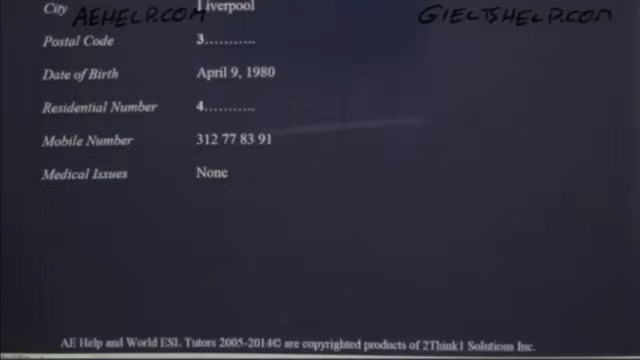 City Liverpool
AEHELP.COM GIELTSHELP.COM
Postal Code 3...........
Date of Birth April 9, 1980
Residential Number 4...........
Mobile Number 312 77 83 91
Medical Issues None
AE Help and World ESL Tutors 2005-2014© are copyrighted products of 2Think1 Solutions Inc.